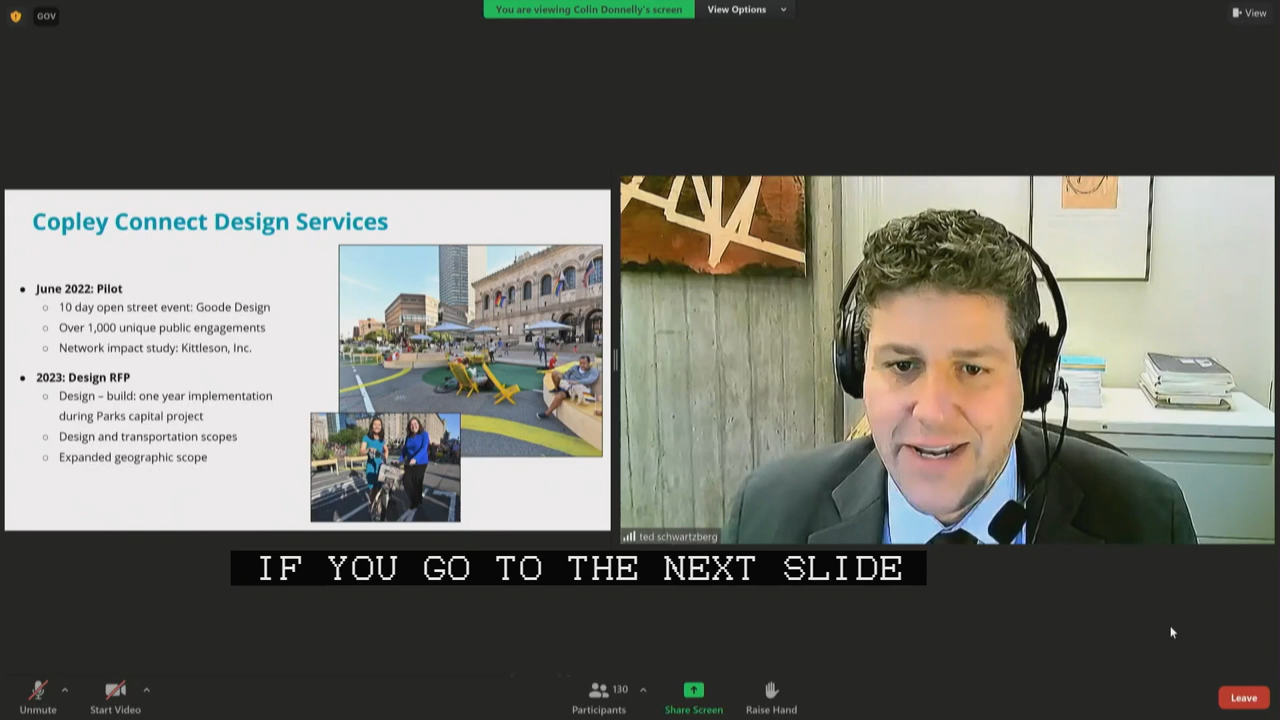 GOV
You are viewing Colin Donnelly's screen
View Options
View
Copley Connect Design Services
• June 2022: Pilot
○ 10 day open street event: Goode Design
○ Over 1,000 unique public engagements
○ Network impact study: Kittleson, Inc.
• 2023: Design RFP
○ Design – build: one year implementation
during Parks capital project
○ Design and transportation scopes
○ Expanded geographic scope
ted schwartzberg
IF YOU GO TO THE NEXT SLIDE
Unmute
Start Video
130
Participants
Share Screen
Raise Hand
Leave